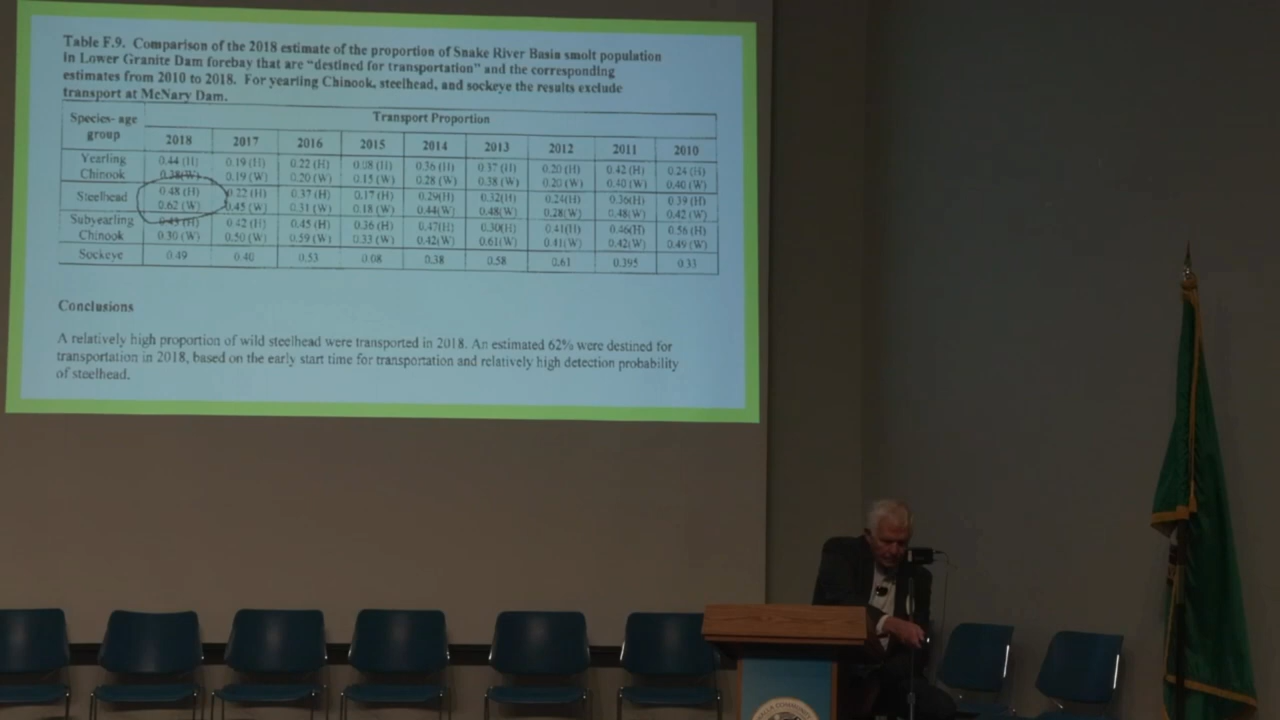 Table F.9. Comparison of the 2018 estimate of the proportion of Snake River Basin smolt population
in Lower Granite Dam forebay that are "destined for transportation" and the corresponding
estimates from 2010 to 2018. For yearling Chinook, steelhead, and sockeye the results exclude
transport at McNary Dam.
Species- age group Transport Proportion
2018 2017 2016 2015 2014 2013 2012 2011 2010
Yearling 0.44 (H) 0.19 (H) 0.22 (H) 0.08 (H) 0.36 (H) 0.37 (H) 0.20 (H) 0.42 (H) 0.24 (H)
Chinook 0.38(W) 0.19 (W) 0.20 (W) 0.15 (W) 0.28 (W) 0.38 (W) 0.20 (W) 0.40 (W) 0.40 (W)
Steelhead 0.48 (H) 0.22 (H) 0.37 (H) 0.17 (H) 0.29(H) 0.32(H) 0.24(H) 0.36(H) 0.39 (H)
0.62 (W) 0.45 (W) 0.31 (W) 0.18 (W) 0.44(W) 0.48(W) 0.28(W) 0.48(W) 0.42 (W)
Subyearling 0.43 (H) 0.42 (H) 0.45 (H) 0.36 (H) 0.47(H) 0.30(H) 0.41(H) 0.46(H) 0.56 (H)
Chinook 0.30 (W) 0.50 (W) 0.59 (W) 0.33 (W) 0.42(W) 0.61(W) 0.41(W) 0.42(W) 0.49 (W)
Sockeye 0.49 0.40 0.53 0.08 0.38 0.58 0.61 0.395 0.33
Conclusions
A relatively high proportion of wild steelhead were transported in 2018. An estimated 62% were destined for
transportation in 2018, based on the early start time for transportation and relatively high detection probability
of steelhead.